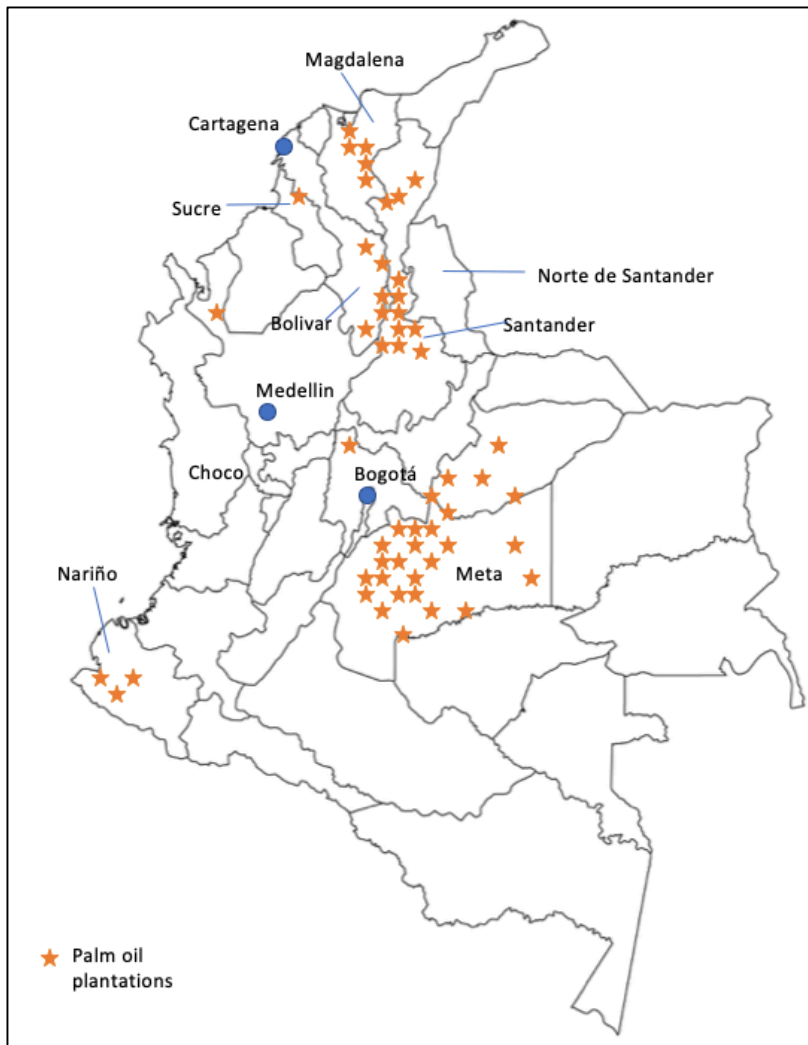 Magdalena
Cartagena
Sucre
Norte de Santander
Bolivar
Santander
Medellin
Choco
Bogotá
Nariño
Meta
Palm oil
plantations